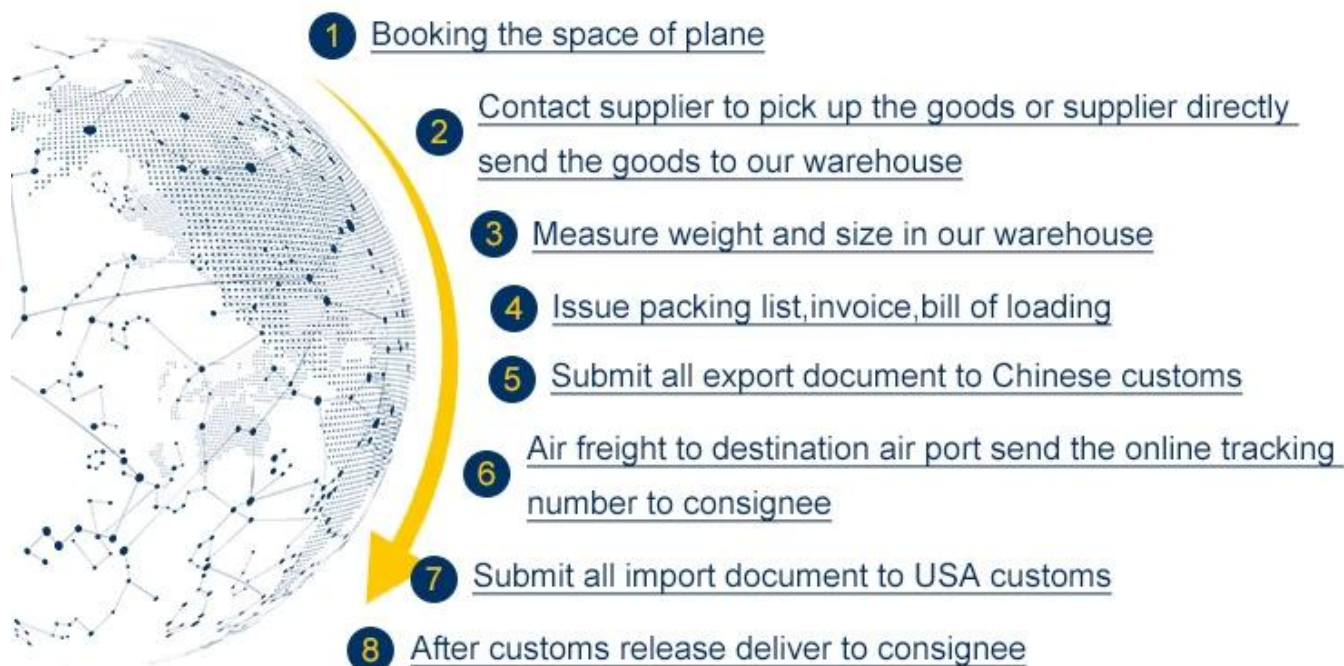 1 Booking the space of plane
2 Contact supplier to pick up the goods or supplier directly
send the goods to our warehouse
3 Measure weight and size in our warehouse
4 Issue packing list,invoice,bill of loading
5 Submit all export document to Chinese customs
6 Air freight to destination air port send the online tracking
number to consignee
7 Submit all import document to USA customs
8 After customs release deliver to consignee